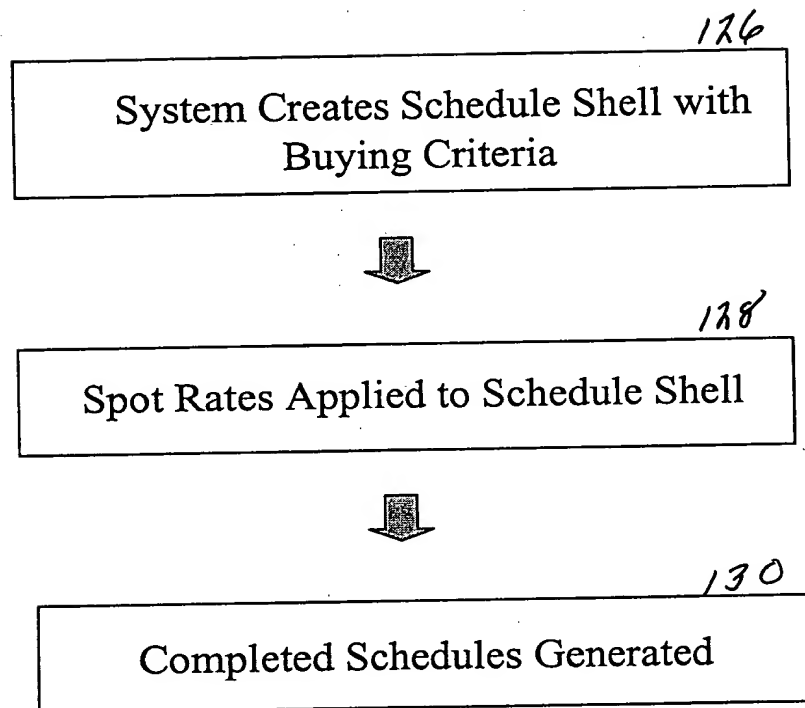 126
System Creates Schedule Shell with
Buying Criteria
128
Spot Rates Applied to Schedule Shell
130
Completed Schedules Generated